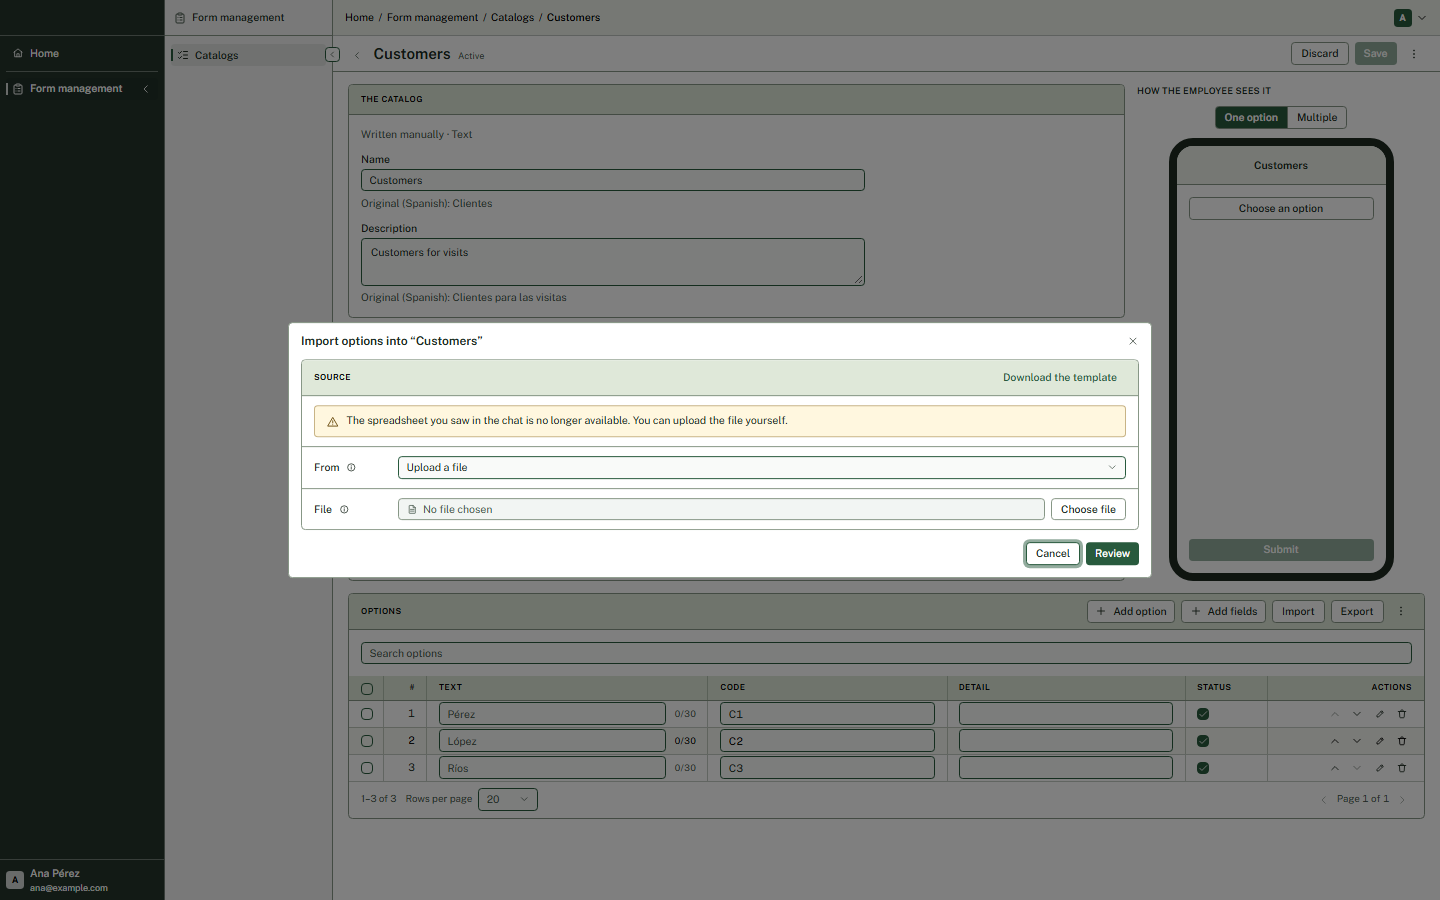 Form management
Home / Form management / Catalogs / Customers
A
Home
Form management
Catalogs
Customers Active
Discard
Save
THE CATALOG
Written manually · Text
Name
Customers
Original (Spanish): Clientes
Description
Customers for visits
Original (Spanish): Clientes para las visitas
HOW THE EMPLOYEE SEES IT
One option
Multiple
Customers
Choose an option
Submit
Import options into “Customers”
SOURCE
Download the template
The spreadsheet you saw in the chat is no longer available. You can upload the file yourself.
From
Upload a file
File
No file chosen
Choose file
Cancel
Review
OPTIONS
Add option
Add fields
Import
Export
Search options
# TEXT CODE DETAIL STATUS ACTIONS
1 Pérez 0/30 C1
2 López 0/30 C2
3 Ríos 0/30 C3
1–3 of 3 Rows per page 20
Page 1 of 1
A
Ana Pérez
ana@example.com